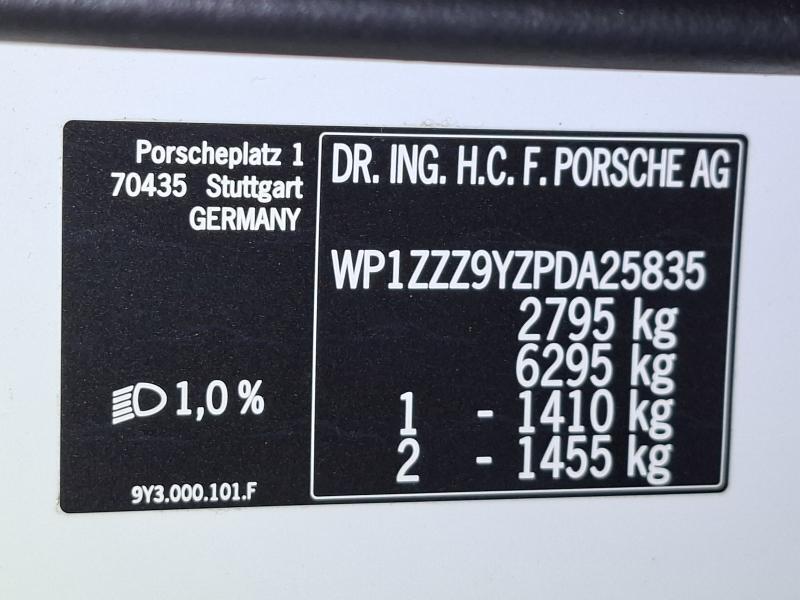 Porscheplatz 1
70435 Stuttgart
GERMANY
1,0 %
9Y3.000.101.F
DR. ING. H.C. F. PORSCHE AG
WP1ZZZ9YZPDA25835
2795 kg
6295 kg
1 - 1410 kg
2 - 1455 kg